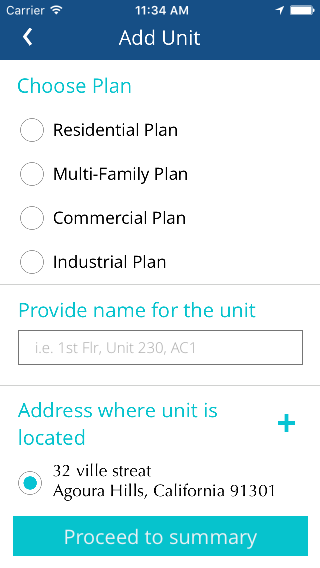 Carrier 11:34 AM
Add Unit
Choose Plan
Residential Plan
Multi-Family Plan
Commercial Plan
Industrial Plan
Provide name for the unit
i.e. 1st Flr, Unit 230, AC1
Address where unit is
located
32 ville streat
Agoura Hills, California 91301
Proceed to summary